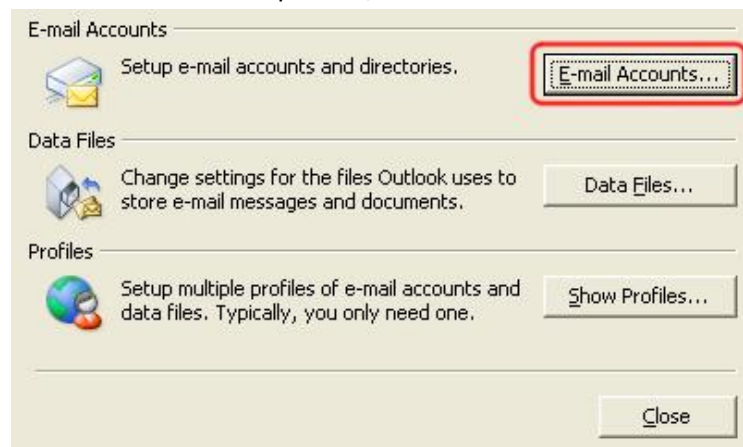 E-mail Accounts
Setup e-mail accounts and directories.
E-mail Accounts...
Data Files
Change settings for the files Outlook uses to
store e-mail messages and documents.
Data Files...
Profiles
Setup multiple profiles of e-mail accounts and
data files. Typically, you only need one.
Show Profiles...
Close